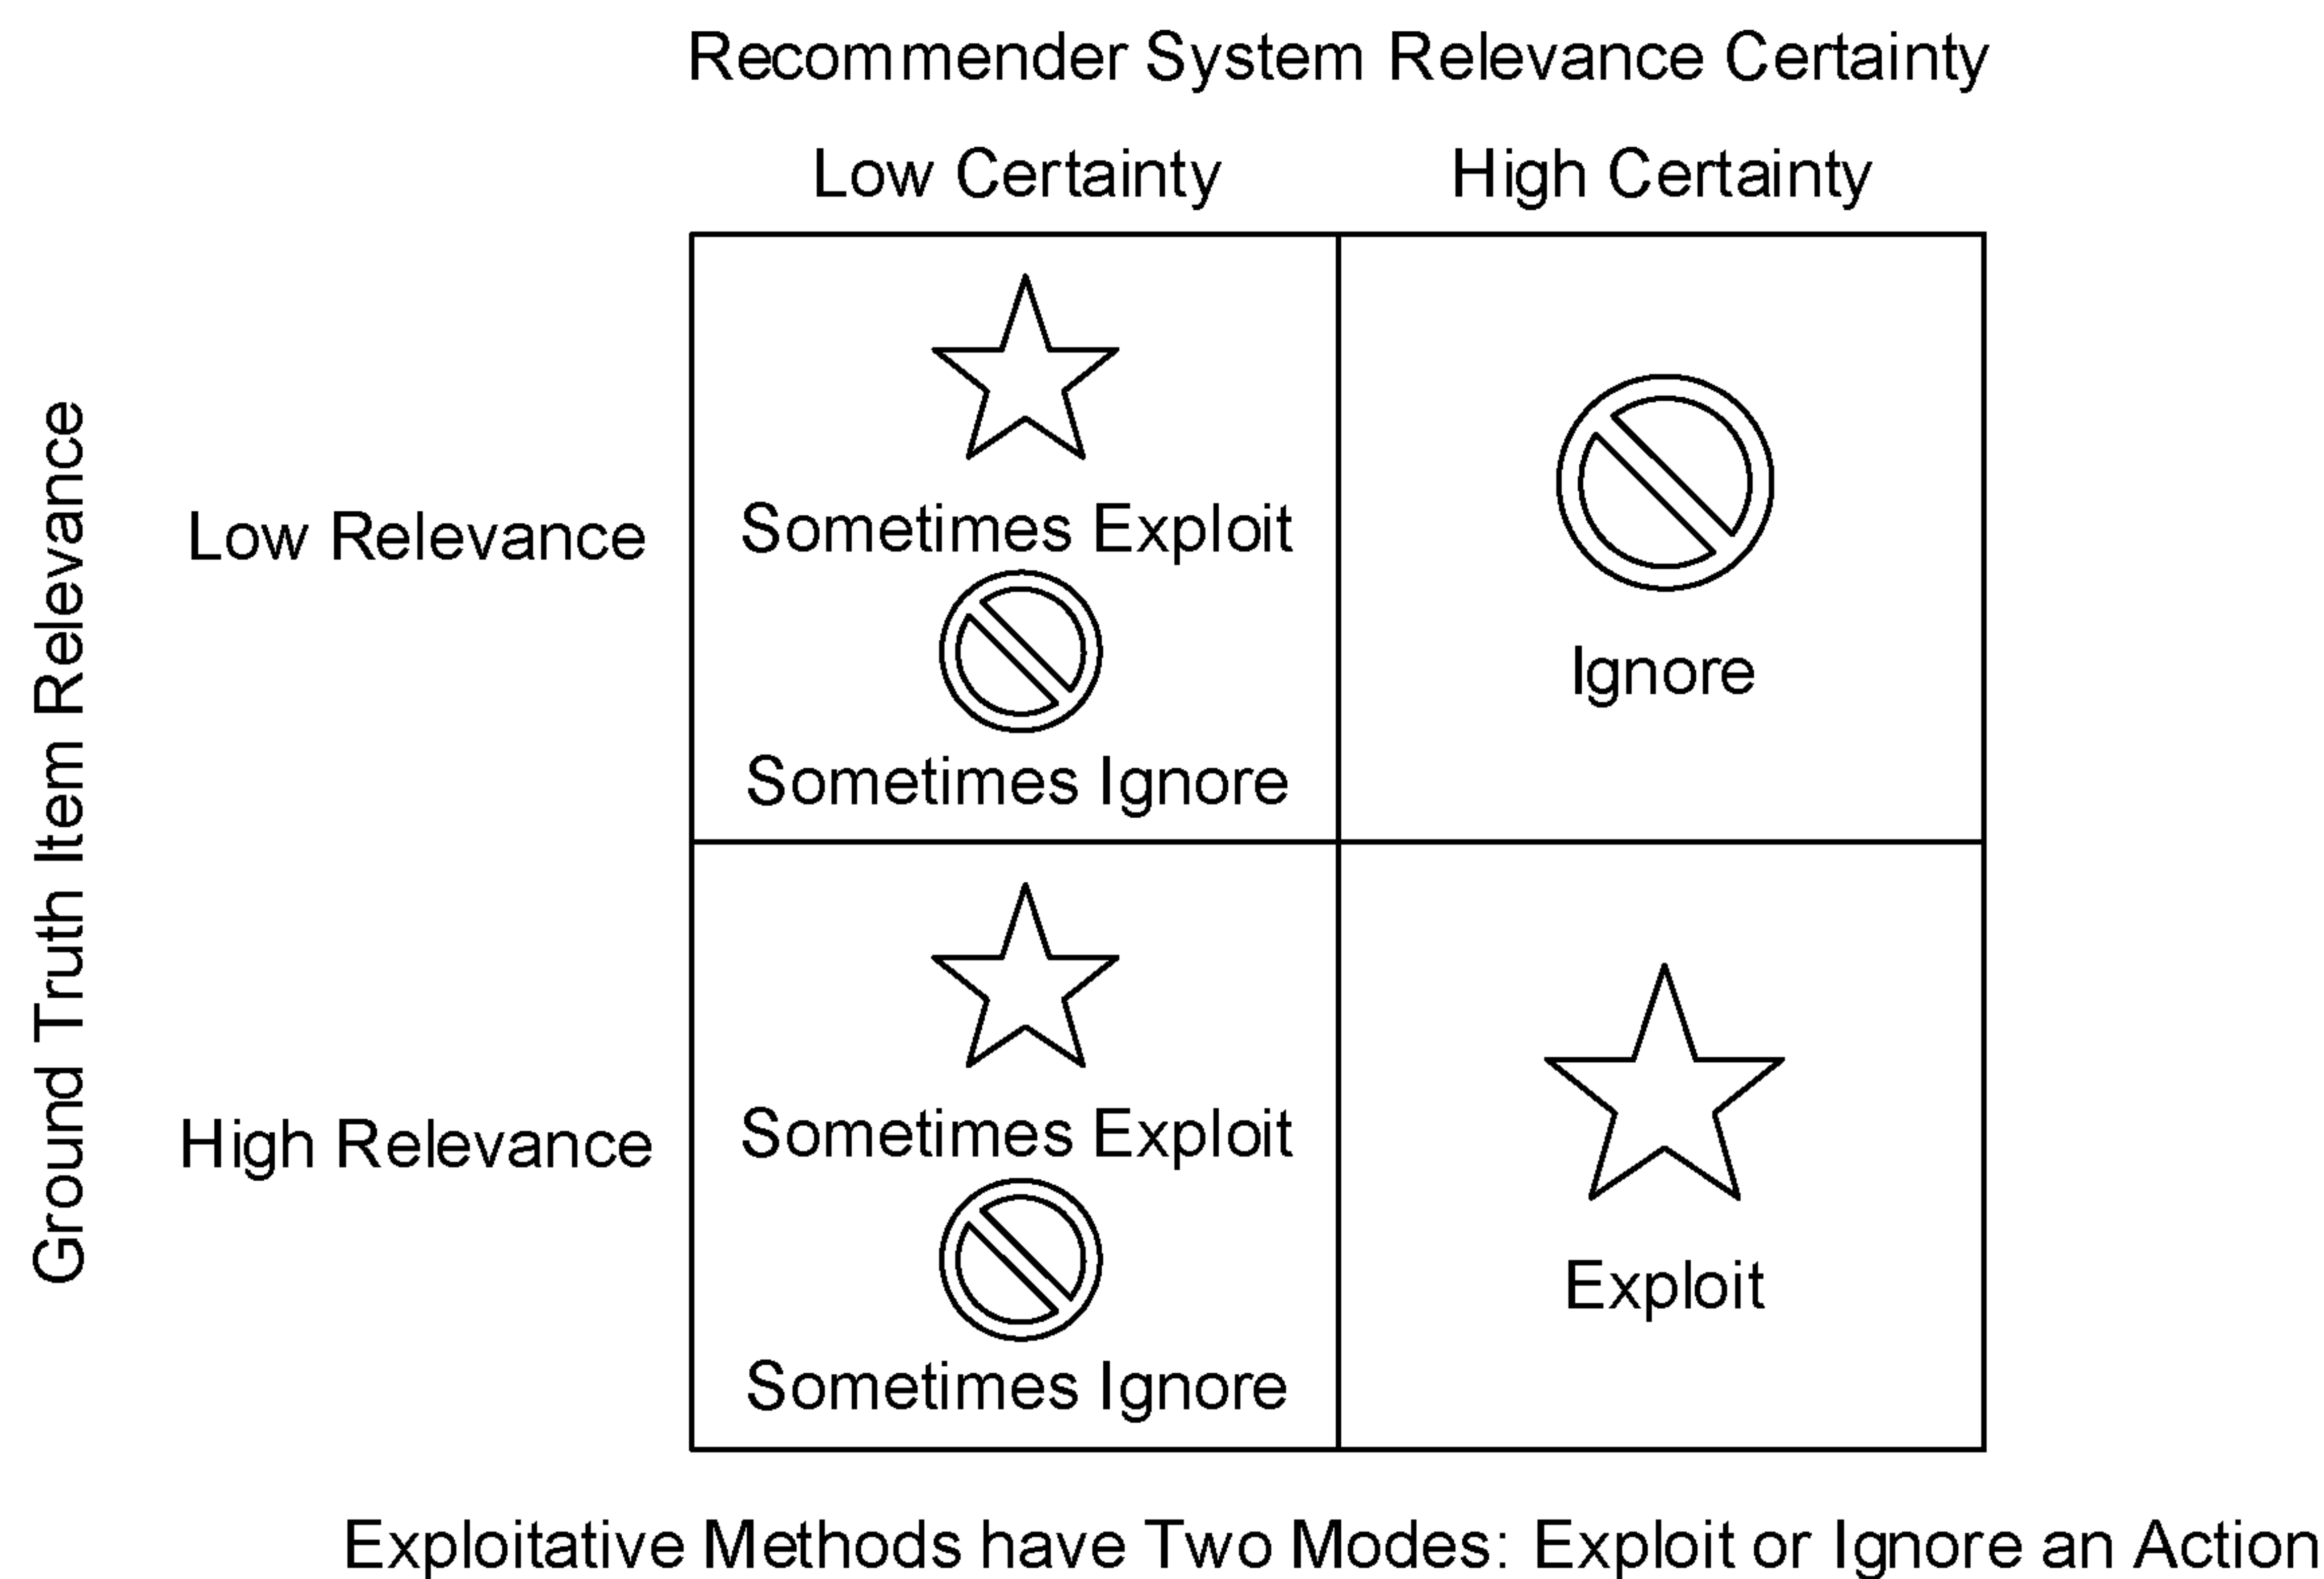 Recommender System Relevance Certainty
Low Certainty
High Certainty
Ground Truth Item Relevance
Low Relevance
Sometimes Exploit
Sometimes Ignore
Ignore
High Relevance
Sometimes Exploit
Sometimes Ignore
Exploit
Exploitative Methods have Two Modes: Exploit or Ignore an Action